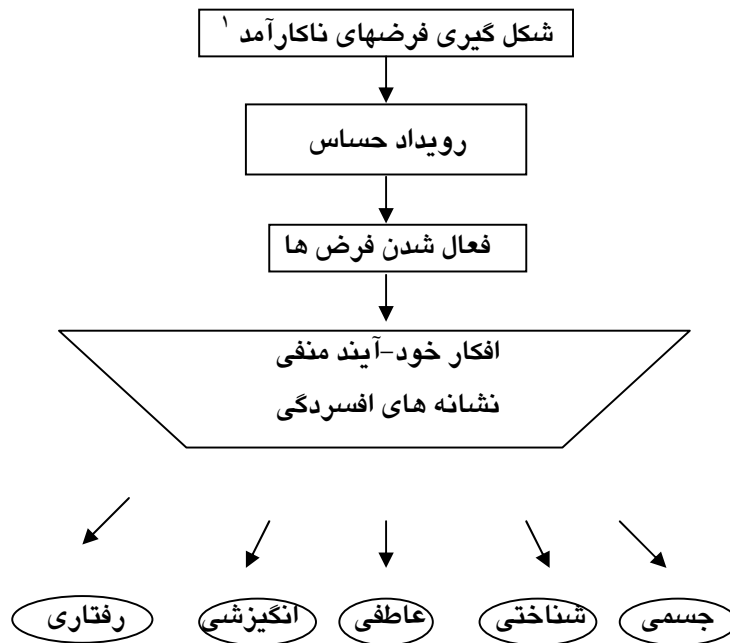 شکل گیری فرضهای ناکارآمد ۱
رویداد حساس
فعال شدن فرض ها
افکار خود-آیند منفی
نشانه های افسردگی
جسمی شناختی عاطفی انگیزشی رفتاری